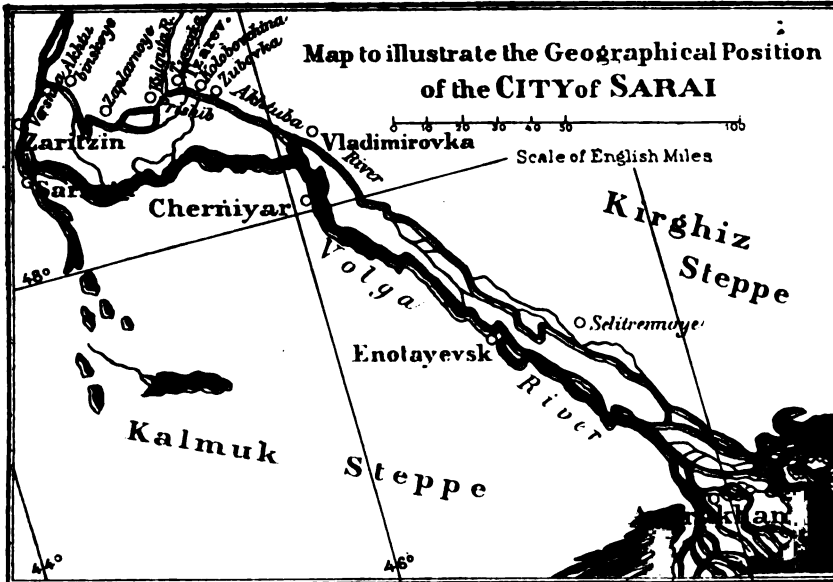 Map to illustrate the Geographical Position
of the CITY of SARAI
0 10 20 30 40 50 100
Scale of English Miles
Zaplavnoye
Kolobovshina
Zubovka
Prishib
Akhtuba
River
Zaritzin
Vladimirovka
Cherniyar
Kirghiz
Steppe
48°
Volga
River
Selitrennoye
Enotayevsk
Kalmuk
Steppe
44°
46°